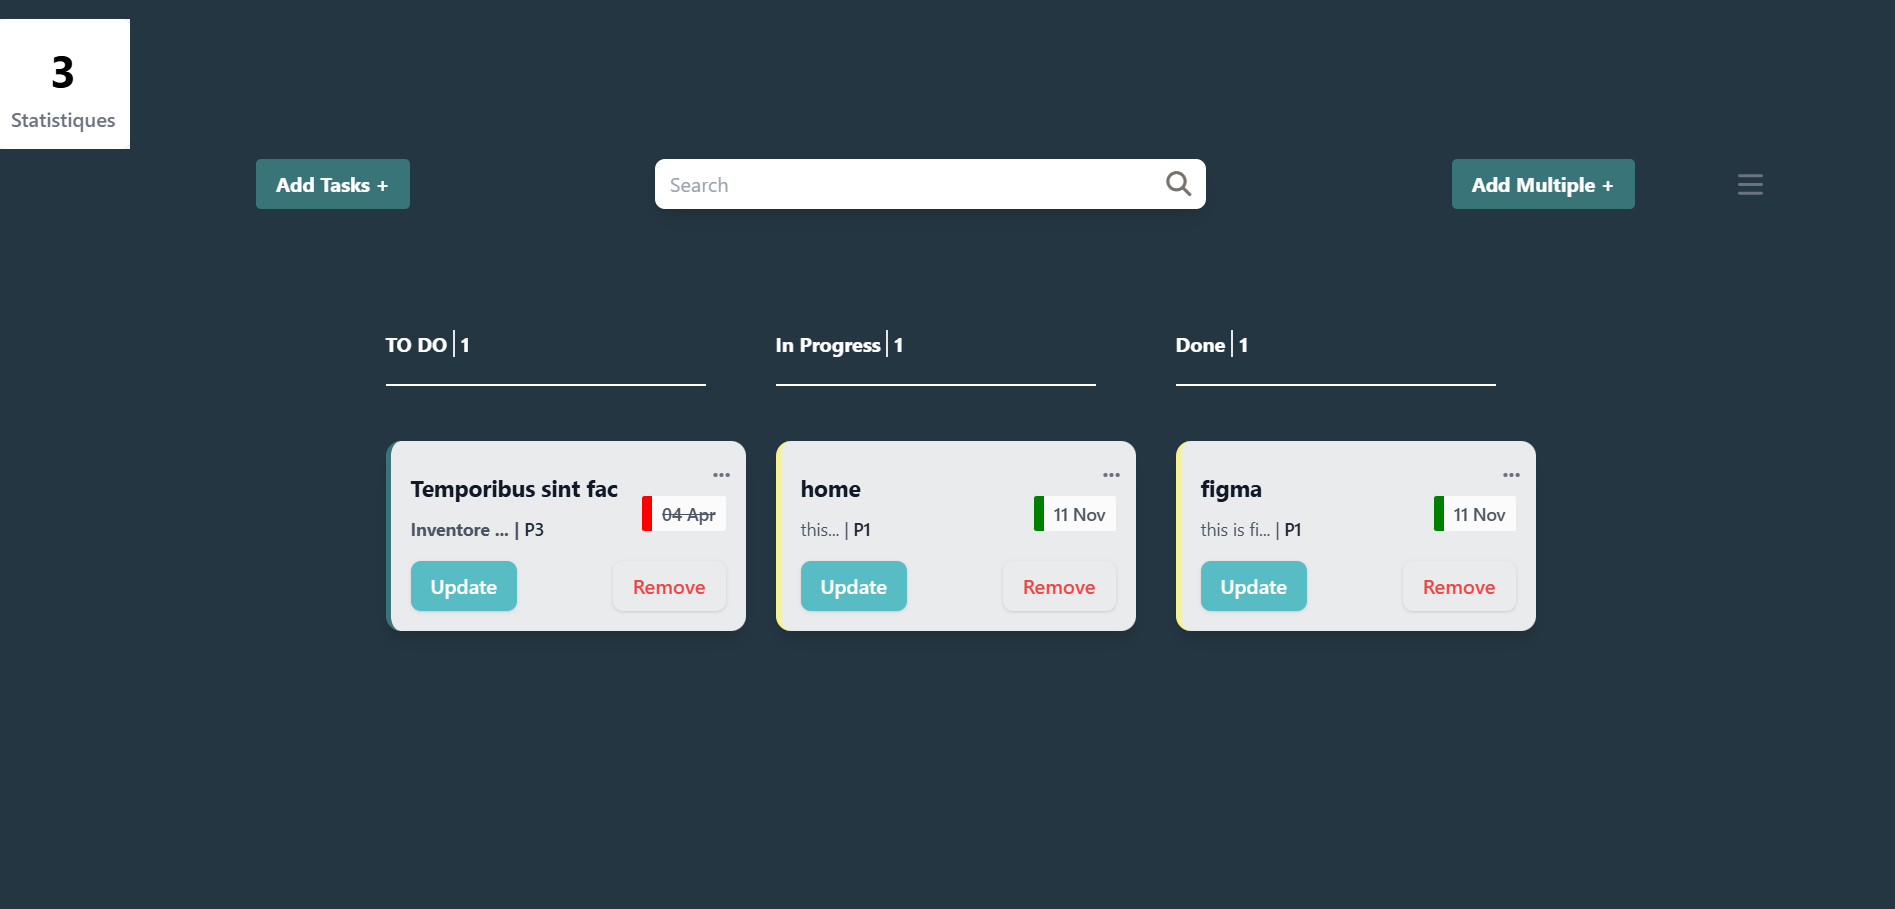 3
Statistiques
Add Tasks +
Search
Add Multiple +
TO DO 1
In Progress 1
Done 1
Temporibus sint fac
04 Apr
Inventore ... | P3
Update
Remove
home
11 Nov
this... | P1
Update
Remove
figma
11 Nov
this is fi... | P1
Update
Remove